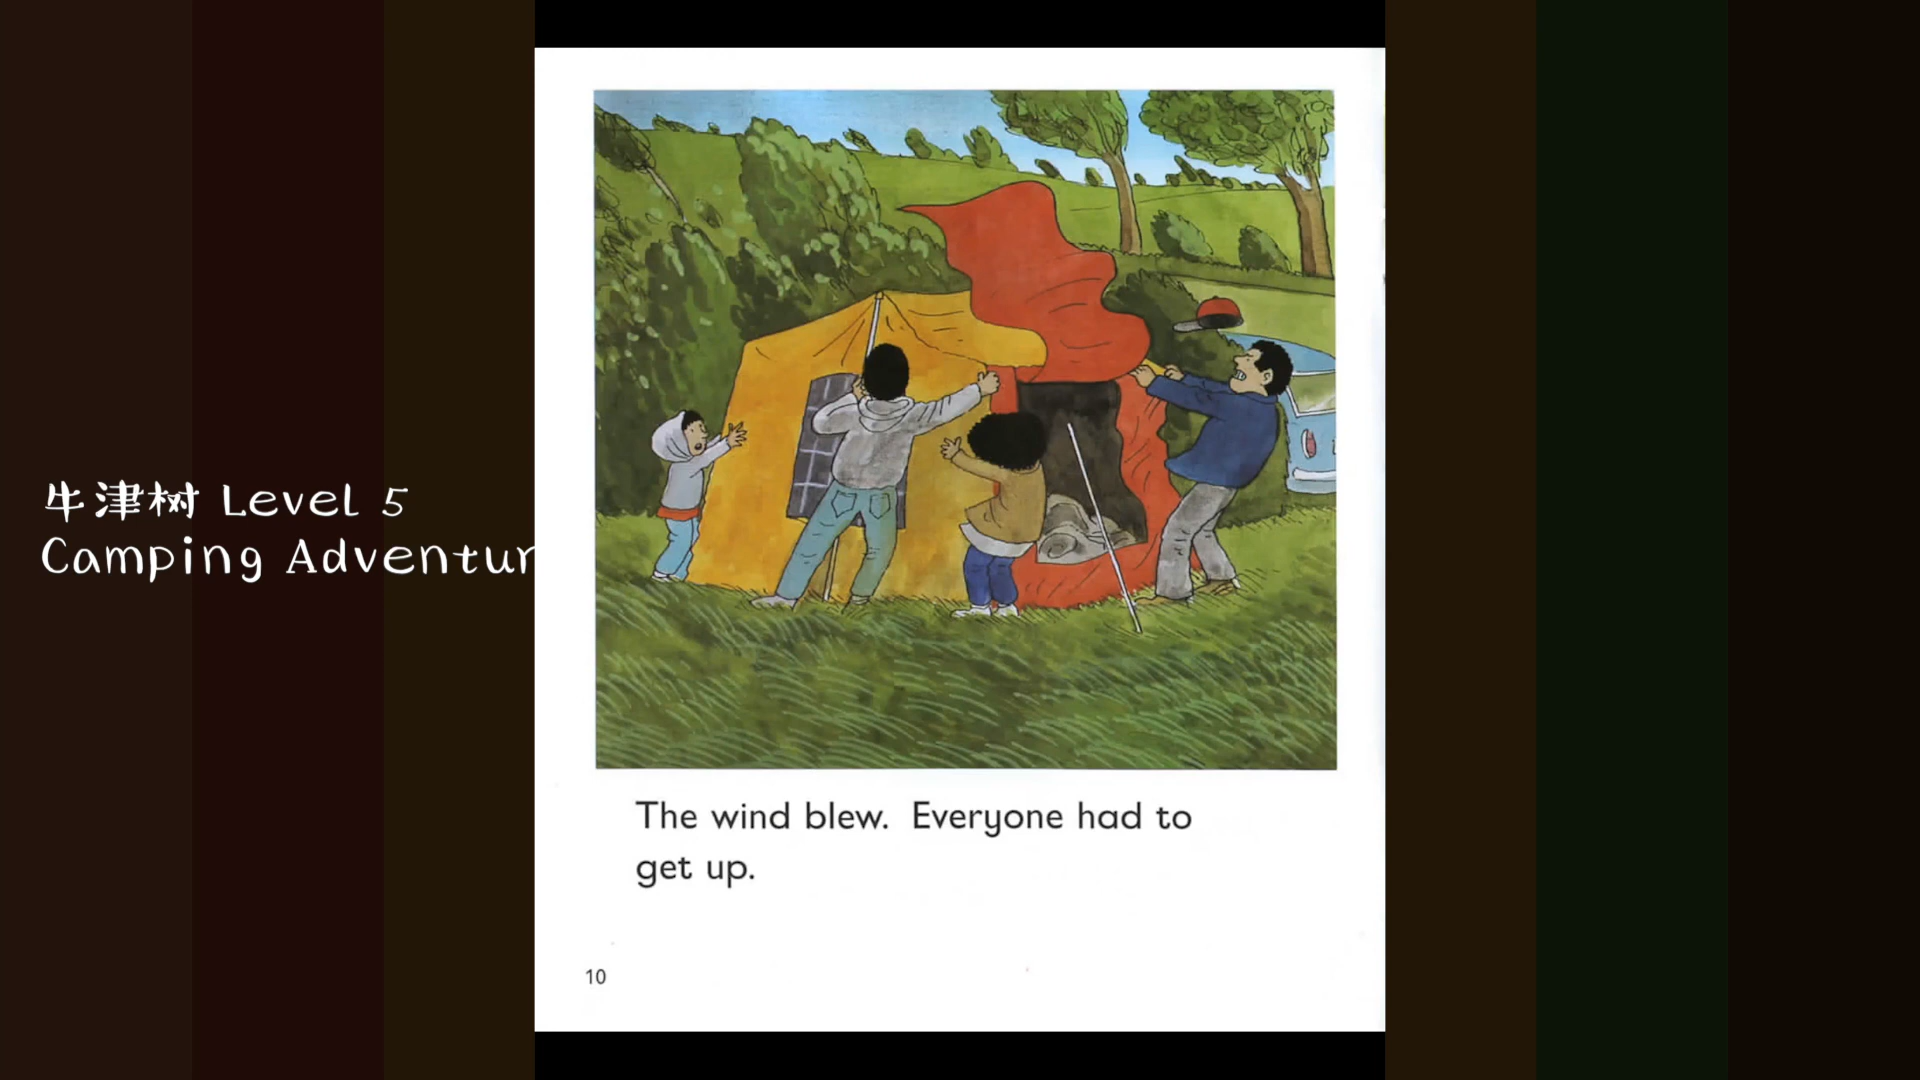 牛津树 Level 5
Camping Adventur
The wind blew. Everyone had to
get up.
10